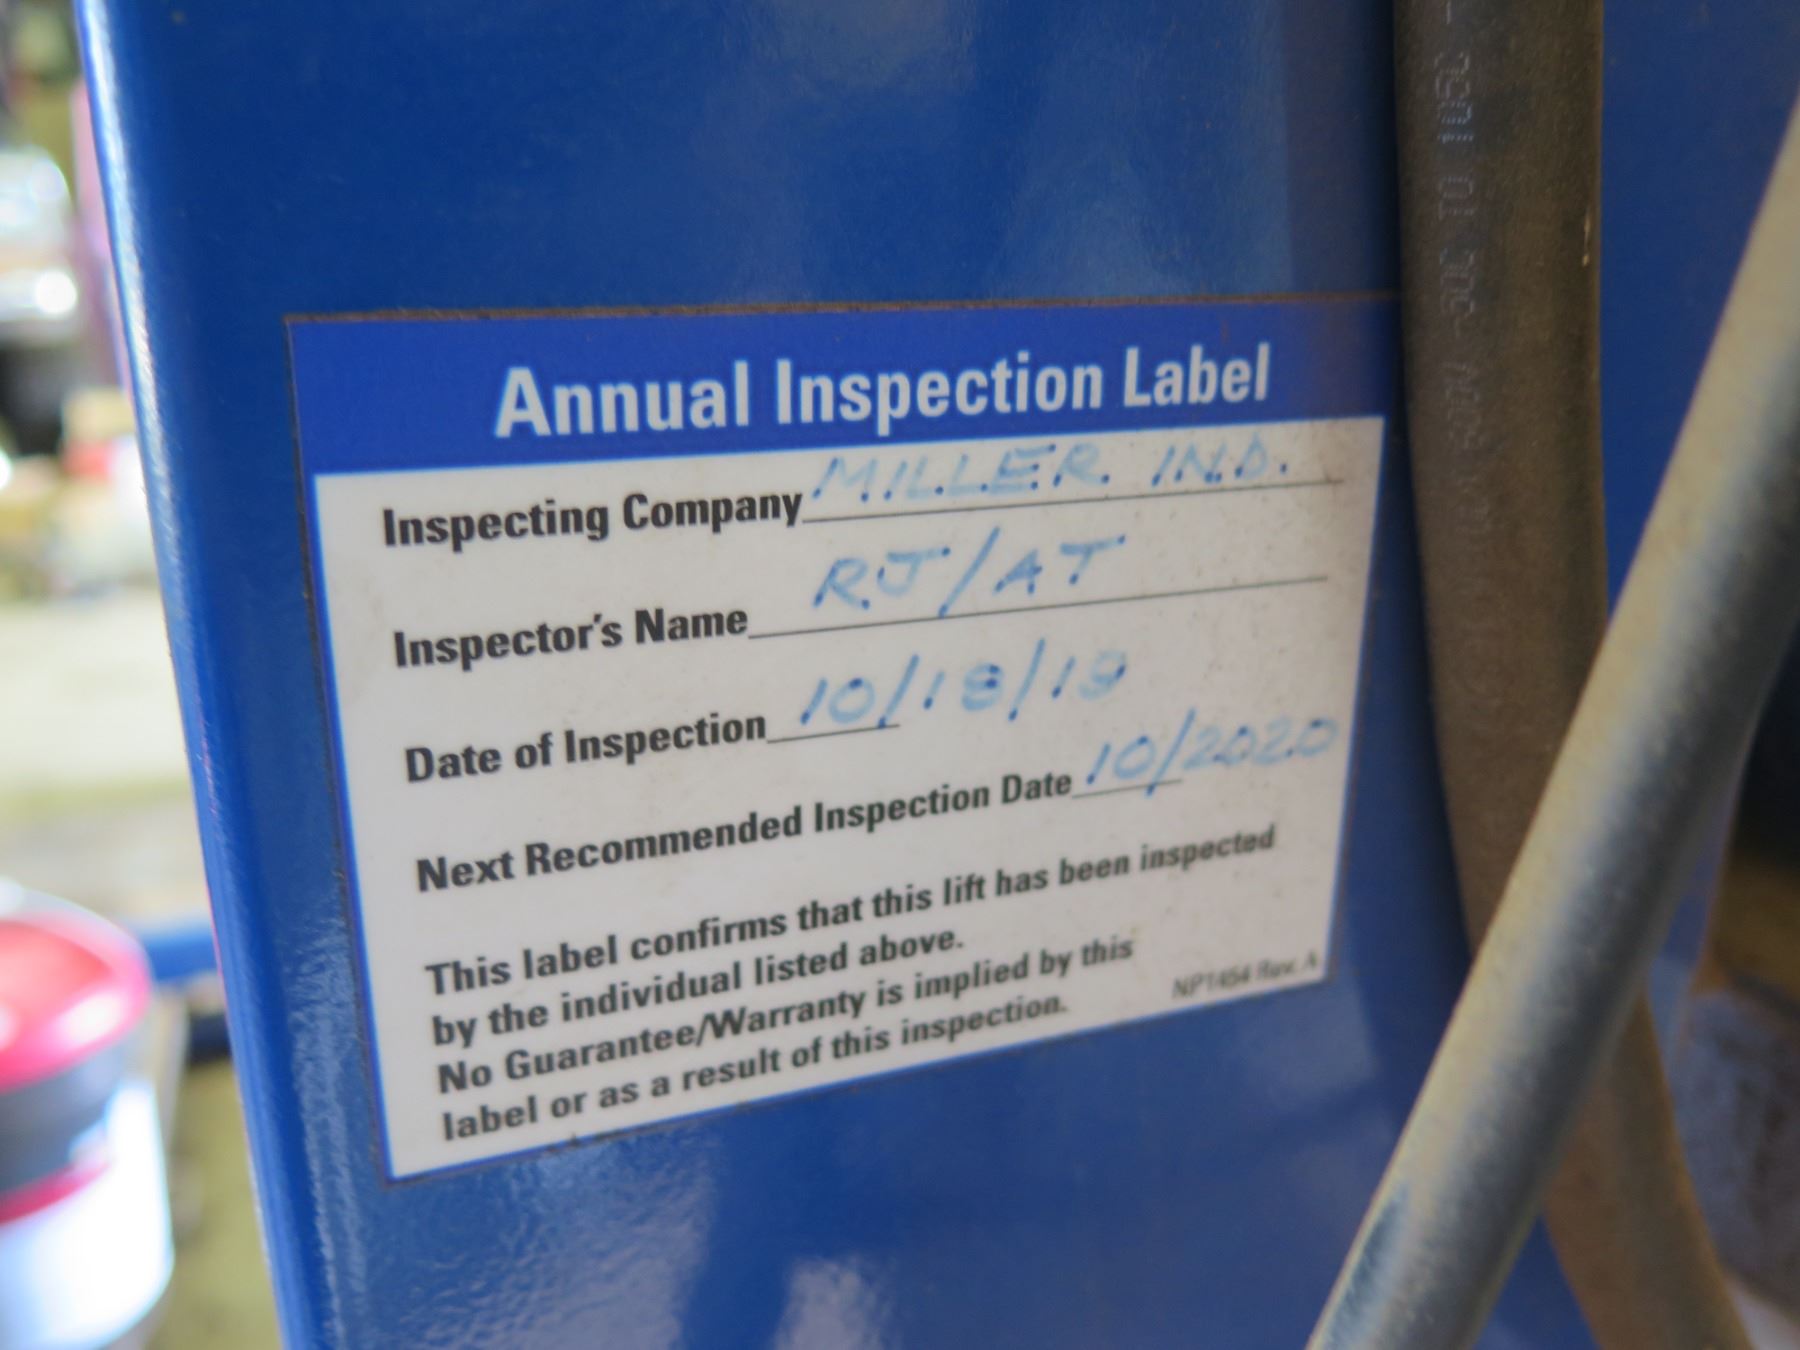 Annual Inspection Label
Inspecting Company MILLER IND.
Inspector's Name RJ/AT
Date of Inspection 10/18/19
Next Recommended Inspection Date 10/2020
This label confirms that this lift has been inspected
by the individual listed above.
No Guarantee/Warranty is implied by this
label or as a result of this inspection.
NP1454 Rev. A